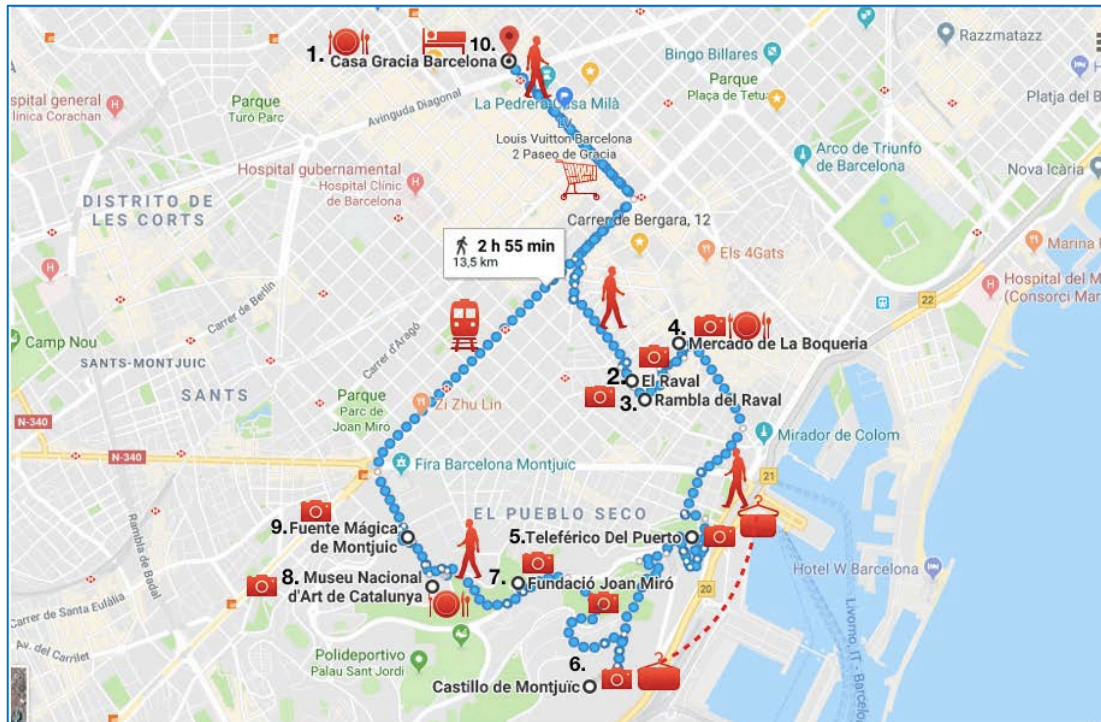 Razzmatazz
Bingo Billares
1.
10.
Casa Gracia Barcelona
Parque
Plaça de Tetua
Platja del B
ospital general
línica Corachan
Parque
Turó Parc
Avinguda Diagonal
La Pedrera Casa Milà
LV
Louis Vuitton Barcelona
2 Paseo de Gracia
Arco de Triunfo
de Barcelona
Nova Icària
Hospital gubernamental
Hospital Clínic
de Barcelona
DISTRITO DE
LES CORTS
Carrer de Bergara, 12
Els 4Gats
Marina
2 h 55 min
13,5 km
Hospital del M
(Consorci Mar
22
Carrer de Berlín
Camp Nou
Carrer d'Aragó
4.
Mercado de La Boqueria
SANTS-MONTJUIC
2.
El Raval
SANTS
3.
Rambla del Raval
Zi Zhu Lin
Parque
Parc de
Joan Miró
N-340
N-340
Mirador de Colom
Fira Barcelona Montjuïc
21
EL PUEBLO SECO
9.
Fuente Mágica
de Montjuic
5.
Teleférico Del Puerto
Rambla de Badal
Hotel W Barcelona
8.
Museu Nacional
d'Art de Catalunya
7.
Fundació Joan Miró
20
Carrer de Santa Eulàlia
Livorno, IT - Barcelo
Av. del Carrilet
Polideportivo
Palau Sant Jordi
6.
Castillo de Montjuïc